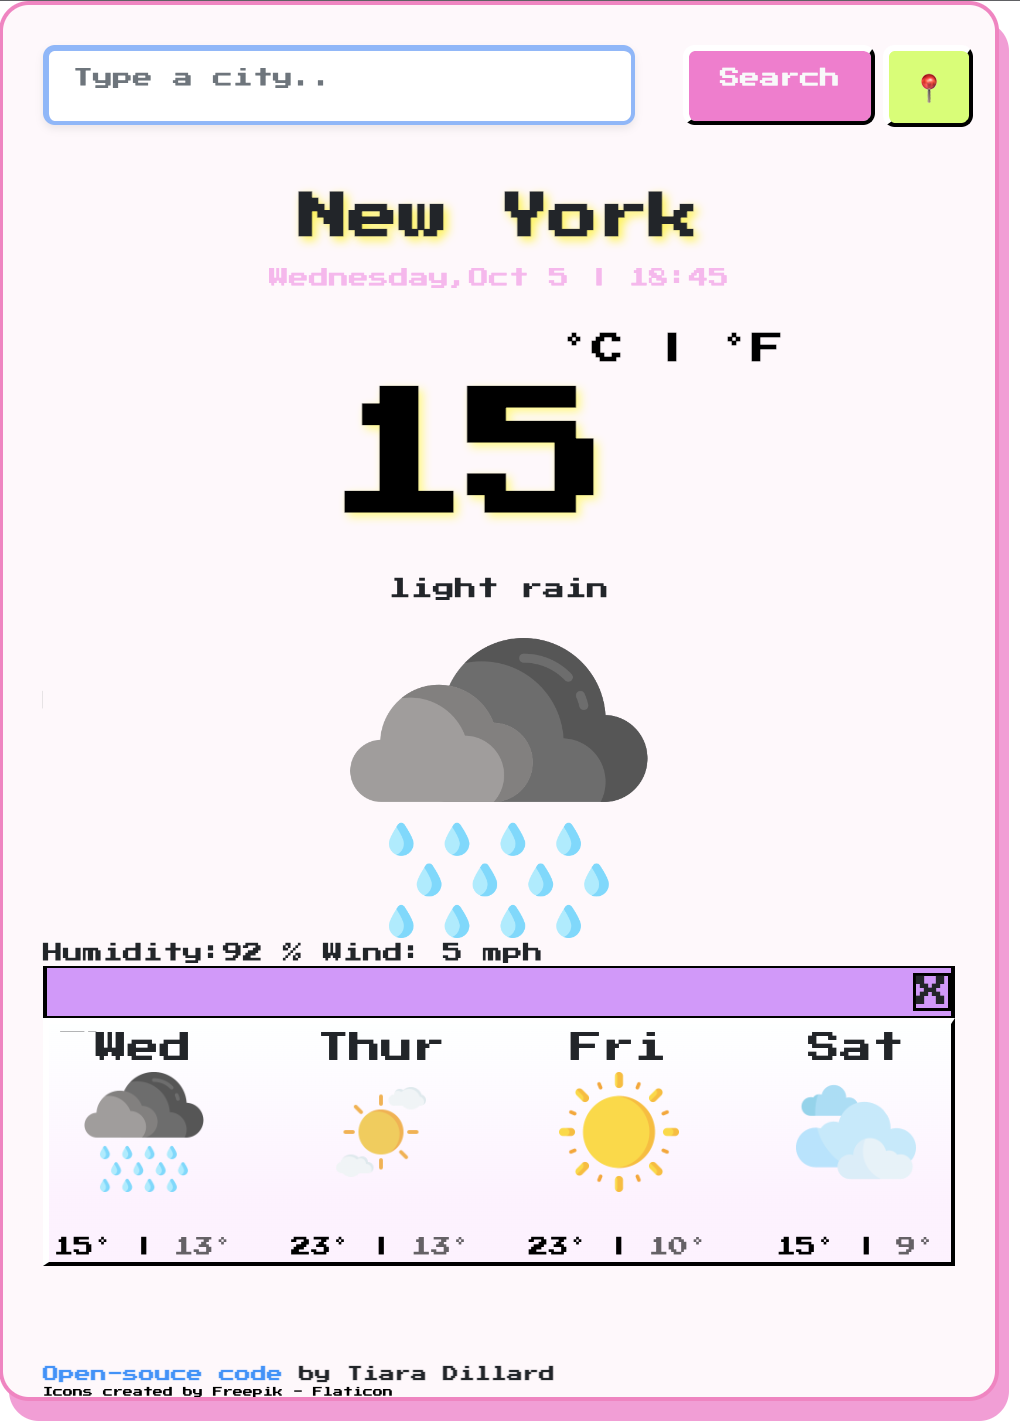 Type a city..
Search
New York
Wednesday,Oct 5 | 18:45
°C | °F
15
light rain
Humidity:92 % Wind: 5 mph
X
Wed Thur Fri Sat
15° | 13° 23° | 13° 23° | 10° 15° | 9°
Open-souce code by Tiara Dillard
Icons created by Freepik - Flaticon